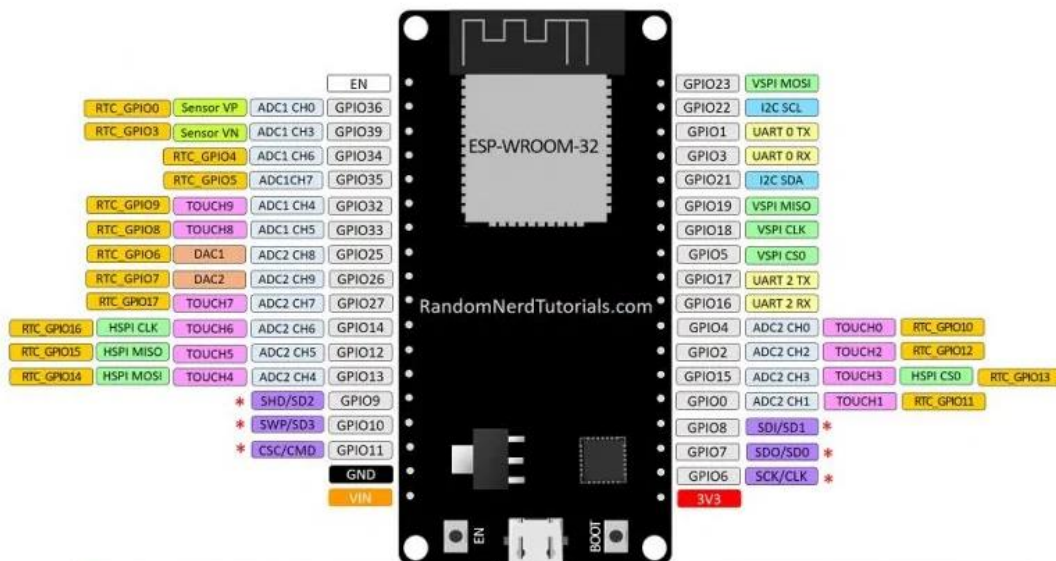 EN
GPIO23 VSPI MOSI
RTC_GPIO0 Sensor VP ADC1 CH0 GPIO36
GPIO22 I2C SCL
RTC_GPIO3 Sensor VN ADC1 CH3 GPIO39
GPIO1 UART 0 TX
RTC_GPIO4 ADC1 CH6 GPIO34
ESP-WROOM-32
GPIO3 UART 0 RX
RTC_GPIO5 ADC1CH7 GPIO35
GPIO21 I2C SDA
RTC_GPIO9 TOUCH9 ADC1 CH4 GPIO32
GPIO19 VSPI MISO
RTC_GPIO8 TOUCH8 ADC1 CH5 GPIO33
GPIO18 VSPI CLK
RTC_GPIO6 DAC1 ADC2 CH8 GPIO25
GPIO5 VSPI CS0
RTC_GPIO7 DAC2 ADC2 CH9 GPIO26
GPIO17 UART 2 TX
RTC_GPIO17 TOUCH7 ADC2 CH7 GPIO27
RandomNerdTutorials.com
GPIO16 UART 2 RX
RTC_GPIO16 HSPI CLK TOUCH6 ADC2 CH6 GPIO14
GPIO4 ADC2 CH0 TOUCH0 RTC_GPIO10
RTC_GPIO15 HSPI MISO TOUCH5 ADC2 CH5 GPIO12
GPIO2 ADC2 CH2 TOUCH2 RTC_GPIO12
RTC_GPIO14 HSPI MOSI TOUCH4 ADC2 CH4 GPIO13
GPIO15 ADC2 CH3 TOUCH3 HSPI CS0 RTC_GPIO13
* SHD/SD2 GPIO9
GPIO0 ADC2 CH1 TOUCH1 RTC_GPIO11
* SWP/SD3 GPIO10
GPIO8 SDI/SD1 *
* CSC/CMD GPIO11
GPIO7 SDO/SD0 *
GND
GPIO6 SCK/CLK *
VIN
3V3
EN
BOOT